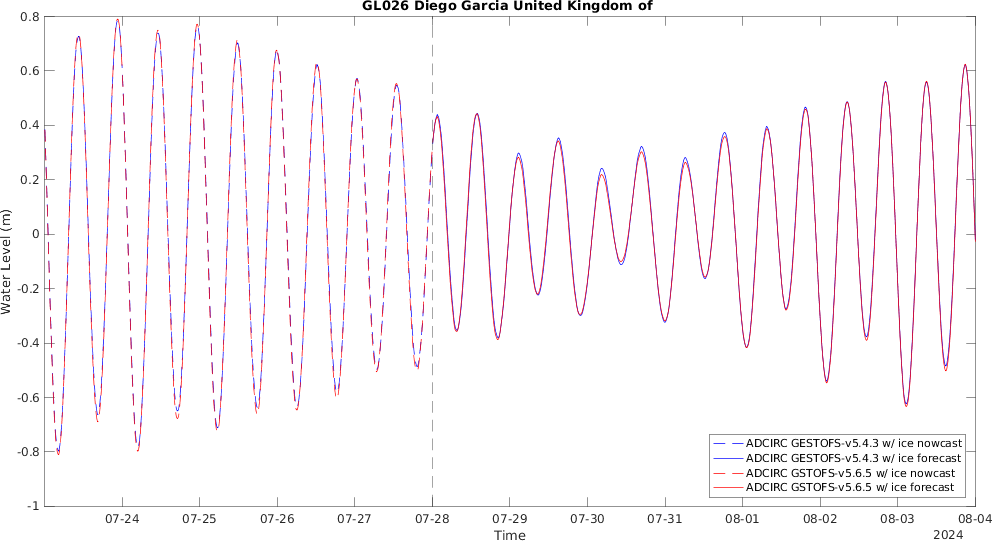 GL026 Diego Garcia United Kingdom of
0.8
0.6
0.4
0.2
0
-0.2
-0.4
-0.6
-0.8
-1
Water Level (m)
07-24 07-25 07-26 07-27 07-28 07-29 07-30 07-31 08-01 08-02 08-03 08-04
Time
2024
ADCIRC GESTOFS-v5.4.3 w/ ice nowcast
ADCIRC GESTOFS-v5.4.3 w/ ice forecast
ADCIRC GSTOFS-v5.6.5 w/ ice nowcast
ADCIRC GSTOFS-v5.6.5 w/ ice forecast